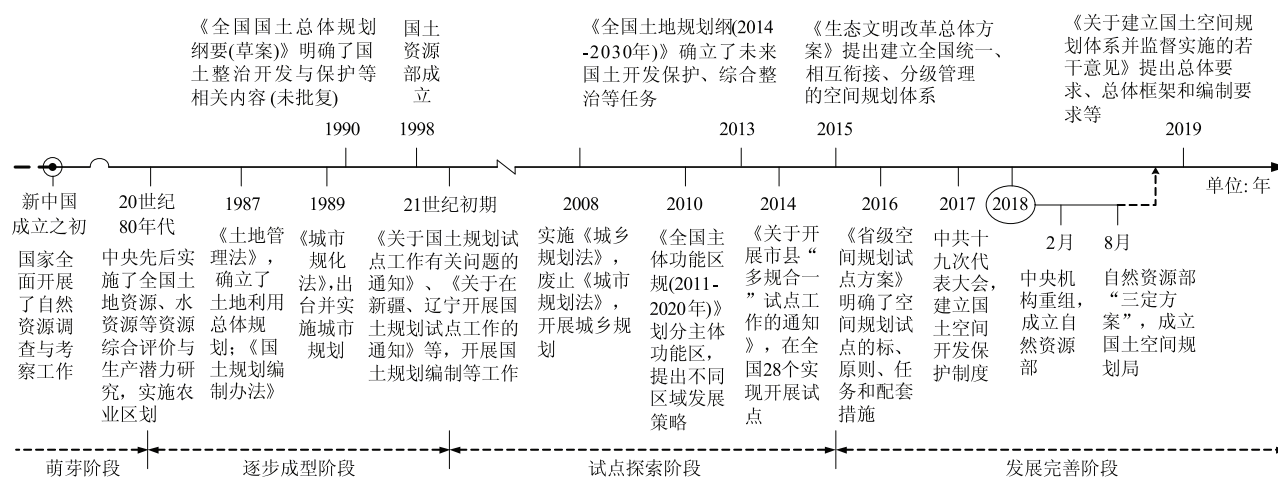 《全国国土总体规划
纲要(草案)》明确了国
土整治开发与保护等
相关内容 (未批复)
国土
资源
部成
立
《全国土地规划纲(2014
-2030年)》确立了未来
国土开发保护、综合整
治等任务
《生态文明改革总体方
案》提出建立全国统一、
相互衔接、分级管理
的空间规划体系
《关于建立国土空间规
划体系并监督实施的若
干意见》提出总体要
求、总体框架和编制要
求等
1990
1998
2013
2015
2019
单位: 年
新中国
成立之初
国家全
面开展
了自然
资源调
查与考
察工作
20世纪
80年代
中央先后实
施了全国土
地资源、水
资源等资源
综合评价与
生产潜力研
究，实施农
业区划
1987
《土地管
理法》，
确立了
土地利用
总体规
划；《国
土规划编
制办法》
1989
《城市
规化
法》，出
台并实
施城市
规划
21世纪初期
《关于国土规划试
点工作有关问题的
通知》、《关于在
新疆、辽宁开展国
土规划试点工作的
通知》等，开展国
土规划编制等工作
2008
实施《城乡
规划法》，
废止《城市
规划法》，
开展城乡规
划
2010
《全国主
体功能区
规(2011-
2020年)》
划分主体
功能区，
提出不同
区域发展
策略
2014
《关于开
展市县“
多规合一
”试点工
作的通知
》，在全
国28个实
现开展试
点
2016
《省级空
间规划试
点方案》
明确了空
间规划试
点的标、
原则、任
务和配套
措施
2017
中共十
九次代
表大会，
建立国
土空间
开发保
护制度
2018
2月
中央机
构重组，
成立自
然资源
部
8月
自然资源部
“三定方
案”，成立
国土空间规
划局
萌芽阶段
逐步成型阶段
试点探索阶段
发展完善阶段